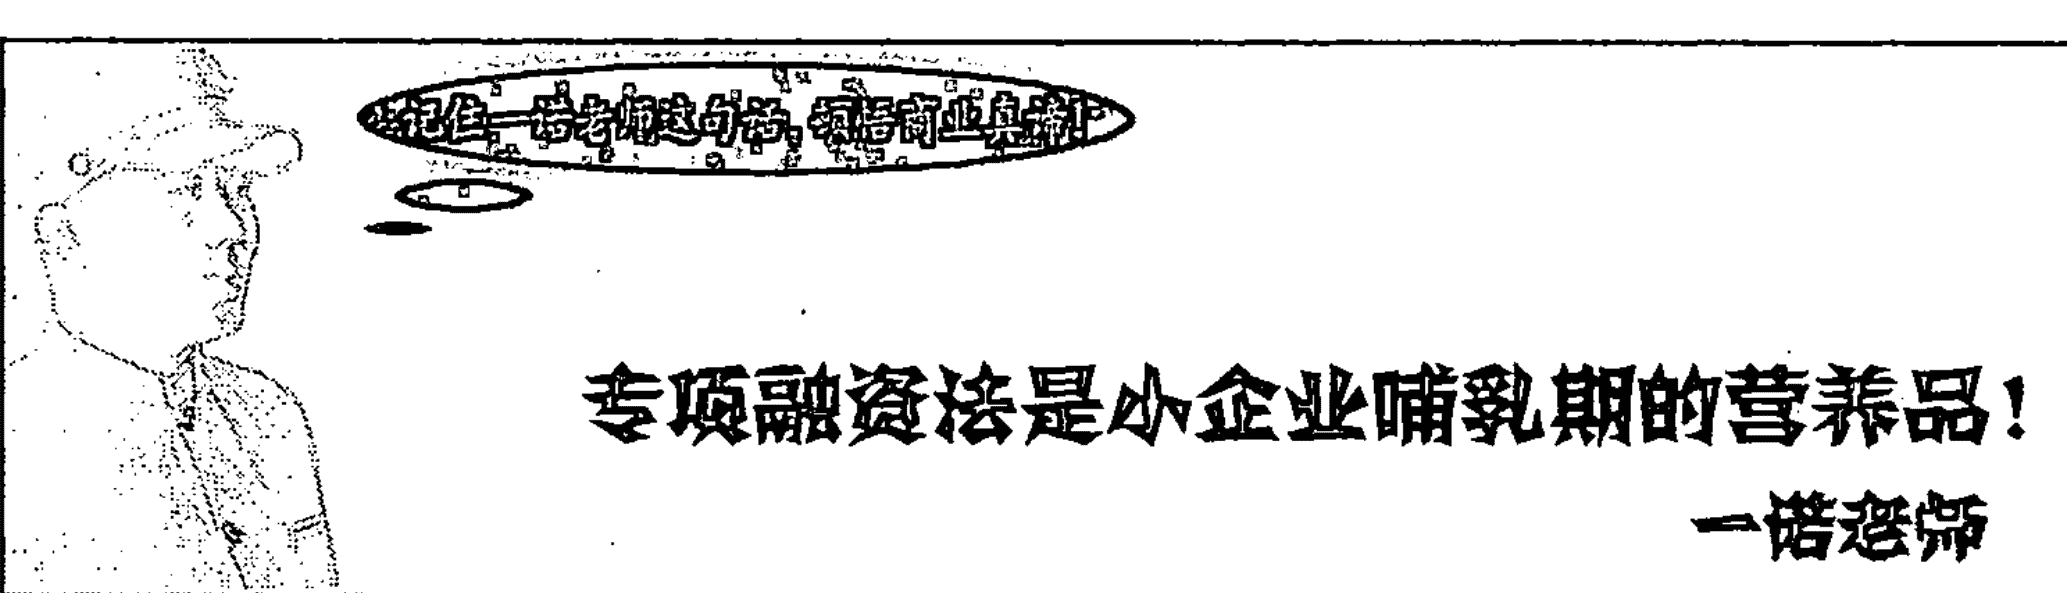 记住一诺老师这句话，领悟商业真谛！
专项融资法是小企业哺乳期的营养品！
一诺老师